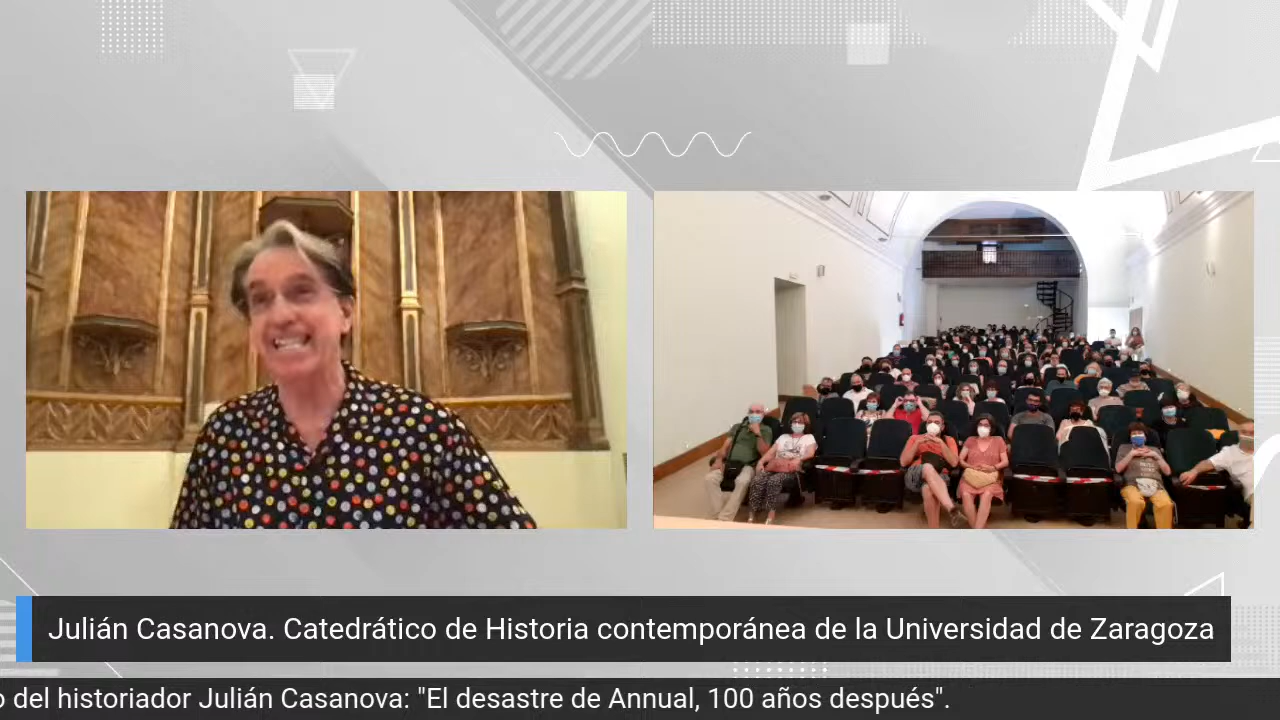 Julián Casanova. Catedrático de Historia contemporánea de la Universidad de Zaragoza
o del historiador Julián Casanova: "El desastre de Annual, 100 años después".